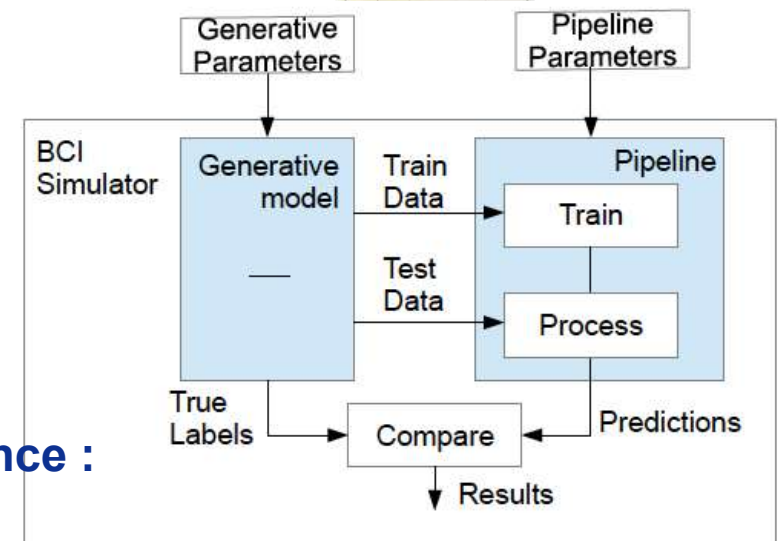 Generative
Parameters
Pipeline
Parameters
BCI
Simulator
Generative
model
Train
Data
Pipeline
Train
Test
Data
Process
True
Labels
Compare
Predictions
nce :
Results